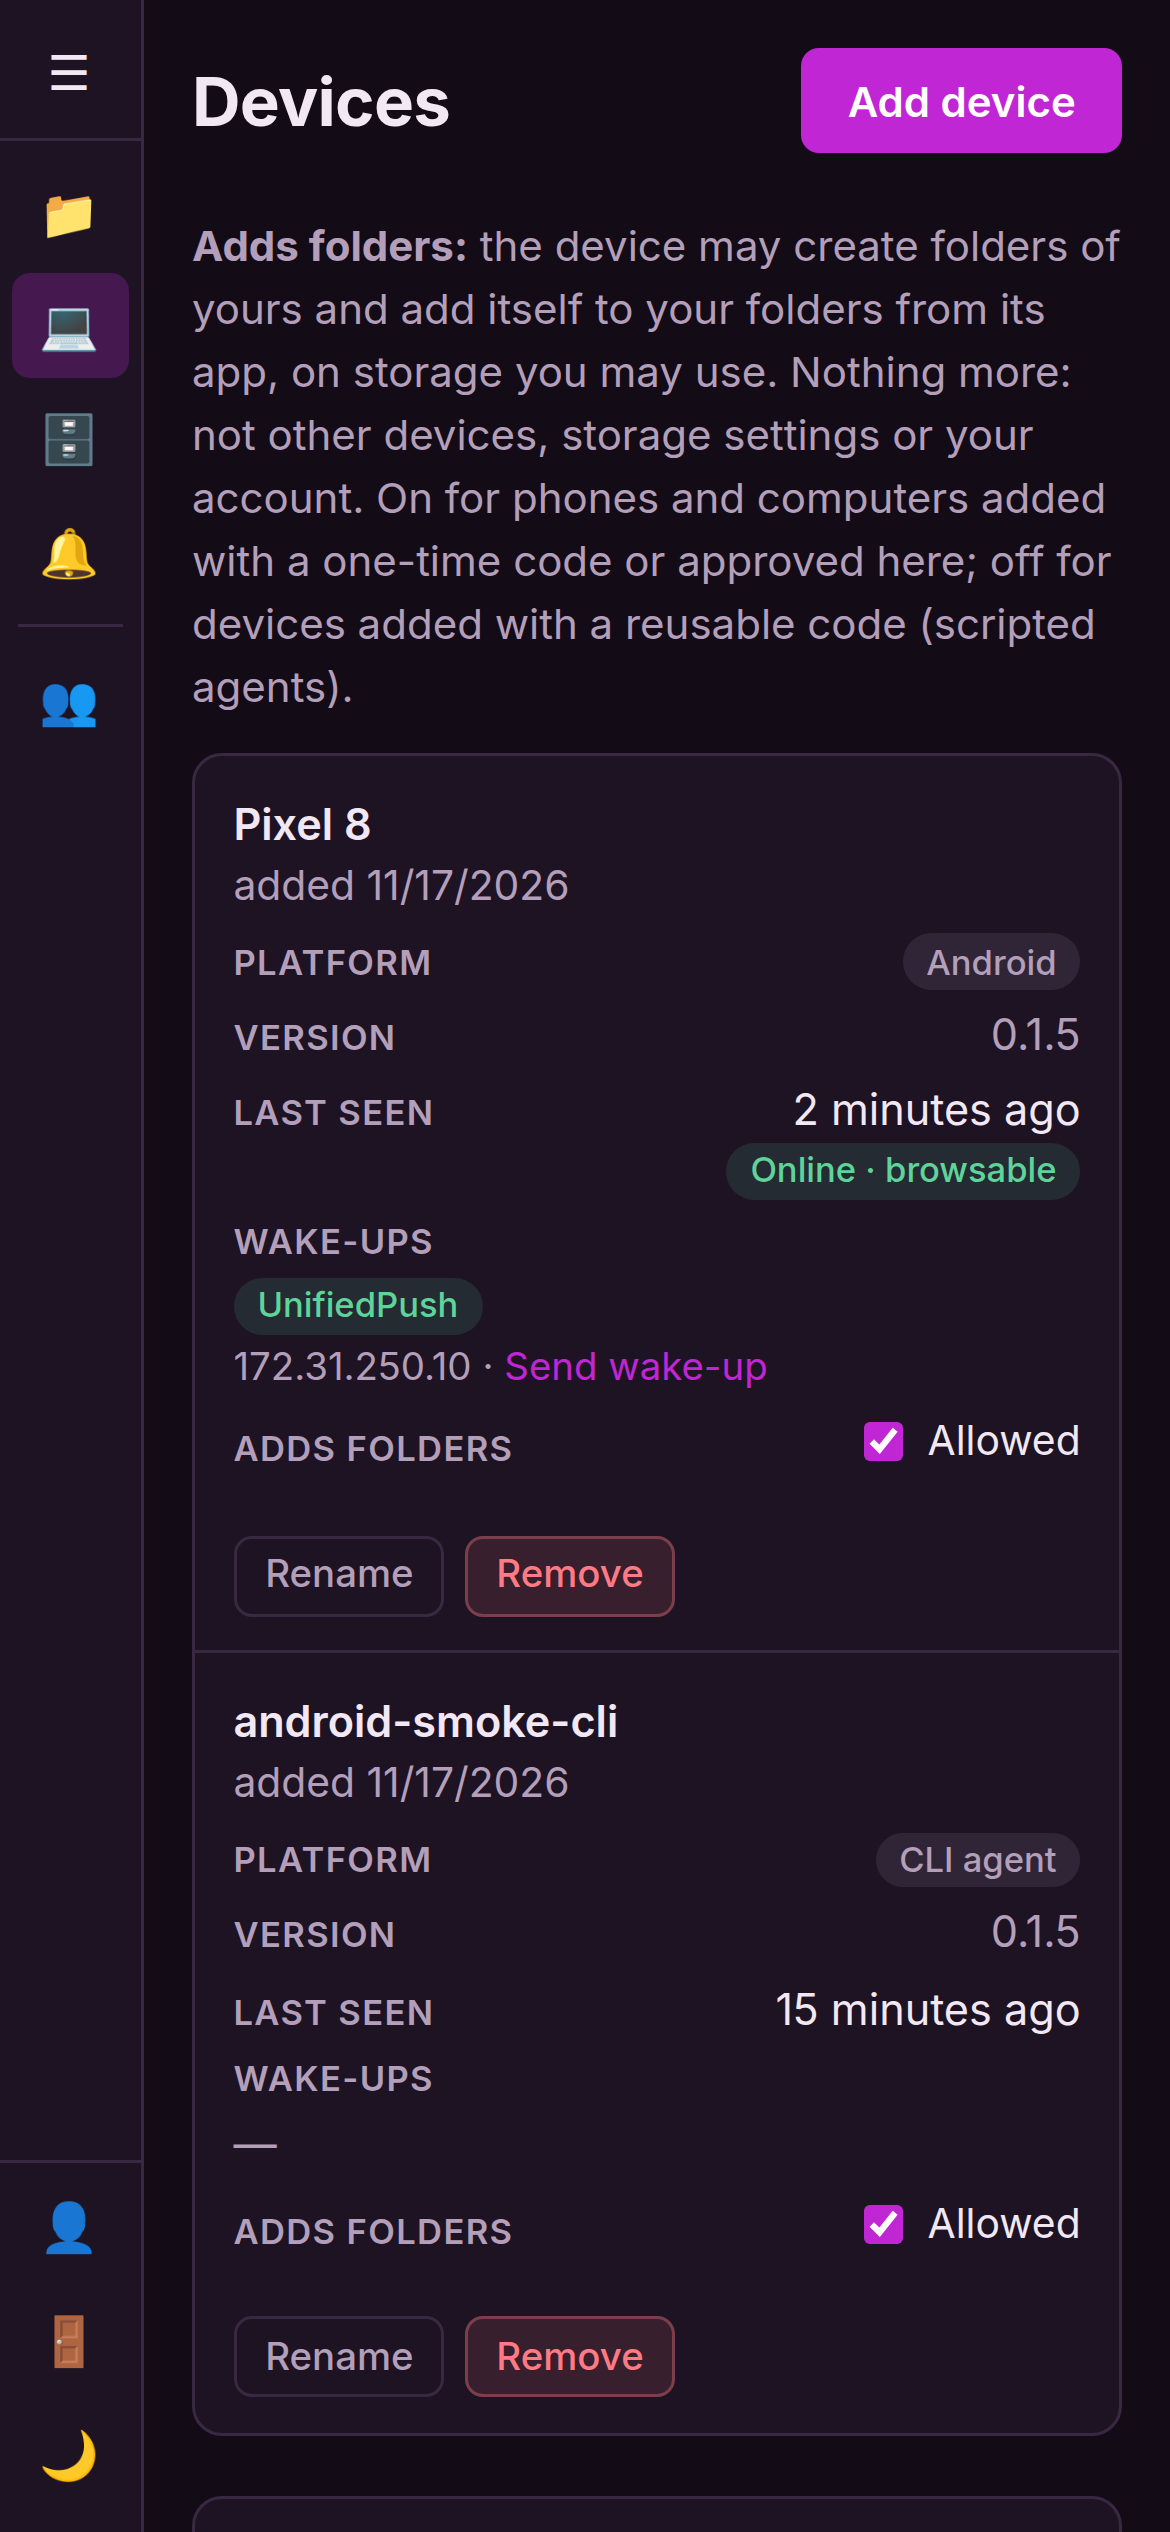 Devices
Add device
Adds folders: the device may create folders of
yours and add itself to your folders from its
app, on storage you may use. Nothing more:
not other devices, storage settings or your
account. On for phones and computers added
with a one-time code or approved here; off for
devices added with a reusable code (scripted
agents).
Pixel 8
added 11/17/2026
PLATFORM
Android
VERSION
0.1.5
LAST SEEN
2 minutes ago
Online · browsable
WAKE-UPS
UnifiedPush
172.31.250.10 · Send wake-up
ADDS FOLDERS
Allowed
Rename
Remove
android-smoke-cli
added 11/17/2026
PLATFORM
CLI agent
VERSION
0.1.5
LAST SEEN
15 minutes ago
WAKE-UPS
—
ADDS FOLDERS
Allowed
Rename
Remove